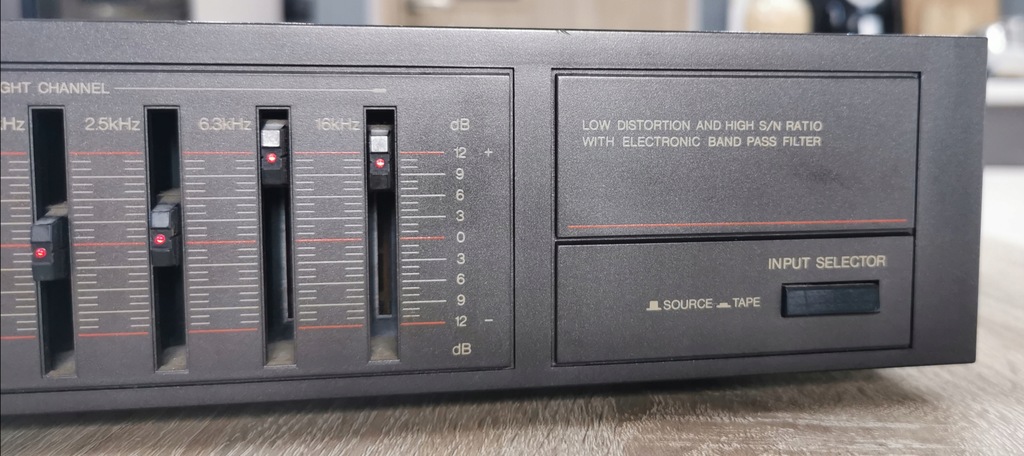 GHT CHANNEL
kHz 2.5kHz 6.3kHz 16kHz dB
12 +
9
6
3
0
3
6
9
12 −
dB
LOW DISTORTION AND HIGH S/N RATIO
WITH ELECTRONIC BAND PASS FILTER
INPUT SELECTOR
SOURCE TAPE